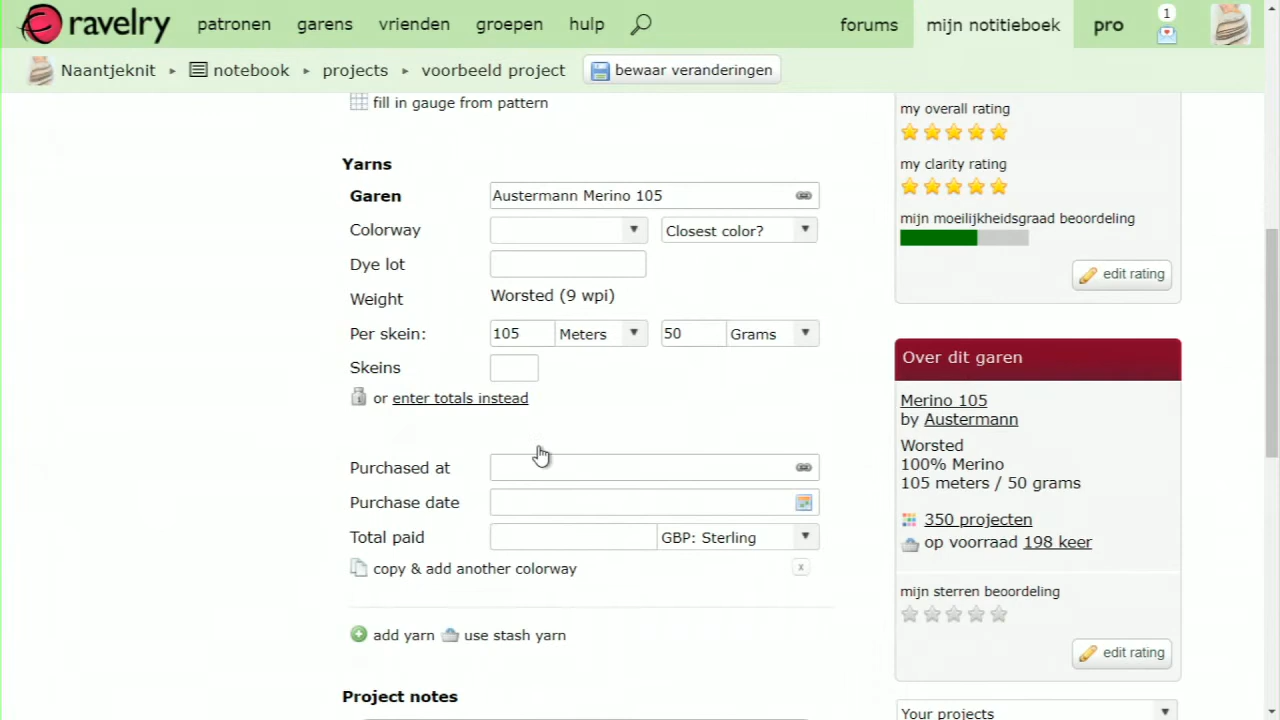 ravelry patronen garens vrienden groepen hulp forums mijn notitieboek pro 1
Naantjeknit ▸ notebook ▸ projects ▸ voorbeeld project bewaar veranderingen
fill in gauge from pattern
Yarns
Garen Austermann Merino 105
Colorway Closest color?
Dye lot
Weight Worsted (9 wpi)
Per skein: 105 Meters 50 Grams
Skeins
or enter totals instead
Purchased at
Purchase date
Total paid GBP: Sterling
copy & add another colorway x
add yarn use stash yarn
Project notes
my overall rating
my clarity rating
mijn moeilijkheidsgraad beoordeling
edit rating
Over dit garen
Merino 105
by Austermann
Worsted
100% Merino
105 meters / 50 grams
350 projecten
op voorraad 198 keer
mijn sterren beoordeling
edit rating
Your projects